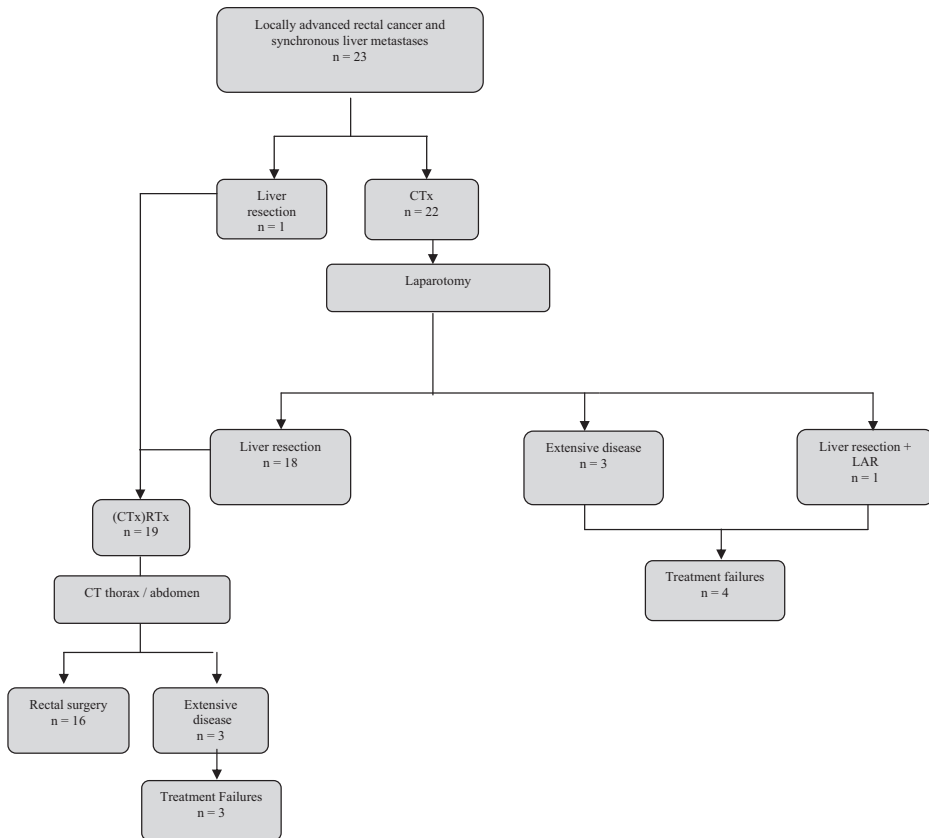 Locally advanced rectal cancer and
synchronous liver metastases
n = 23
Liver
resection
n = 1
CTx
n = 22
Laparotomy
Liver resection
n = 18
Extensive disease
n = 3
Liver resection +
LAR
n = 1
(CTx)RTx
n = 19
Treatment failures
n = 4
CT thorax / abdomen
Rectal surgery
n = 16
Extensive
disease
n = 3
Treatment Failures
n = 3